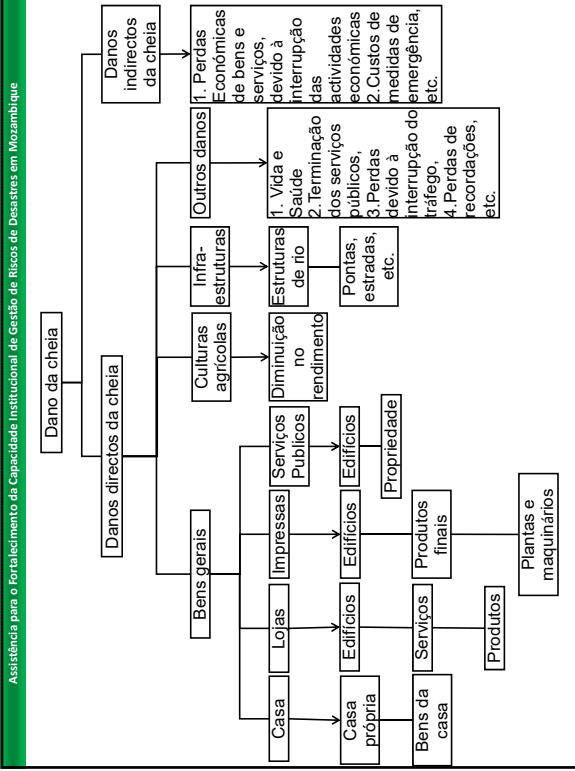 Assistência para o Fortalecimento da Capacidade Institucional de Gestão de Riscos de Desastres em Mozambique
Dano da cheia
Danos directos da cheia
Danos
indirectos
da cheia
Bens gerais
Culturas
agrícolas
Infra-
estruturas
Outros danos
1. Perdas
Económicas
de bens e
serviços,
devido à
interrupção
das
actividades
económicas
2.Custos de
medidas de
emergência,
etc.
Casa
Lojas
Impressas
Serviços
Publicos
Diminuição
no
rendimento
Estruturas
de rio
1. Vida e
Saúde
2.Terminação
dos serviços
públicos,
3.Perdas
devido à
interrupção do
tráfego,
4.Perdas de
recordações,
etc.
Casa
própria
Edifícios
Edifícios
Edifícios
Pontas,
estradas,
etc.
Bens da
casa
Serviços
Produtos
finais
Propriedade
Produtos
Plantas e
maquinários